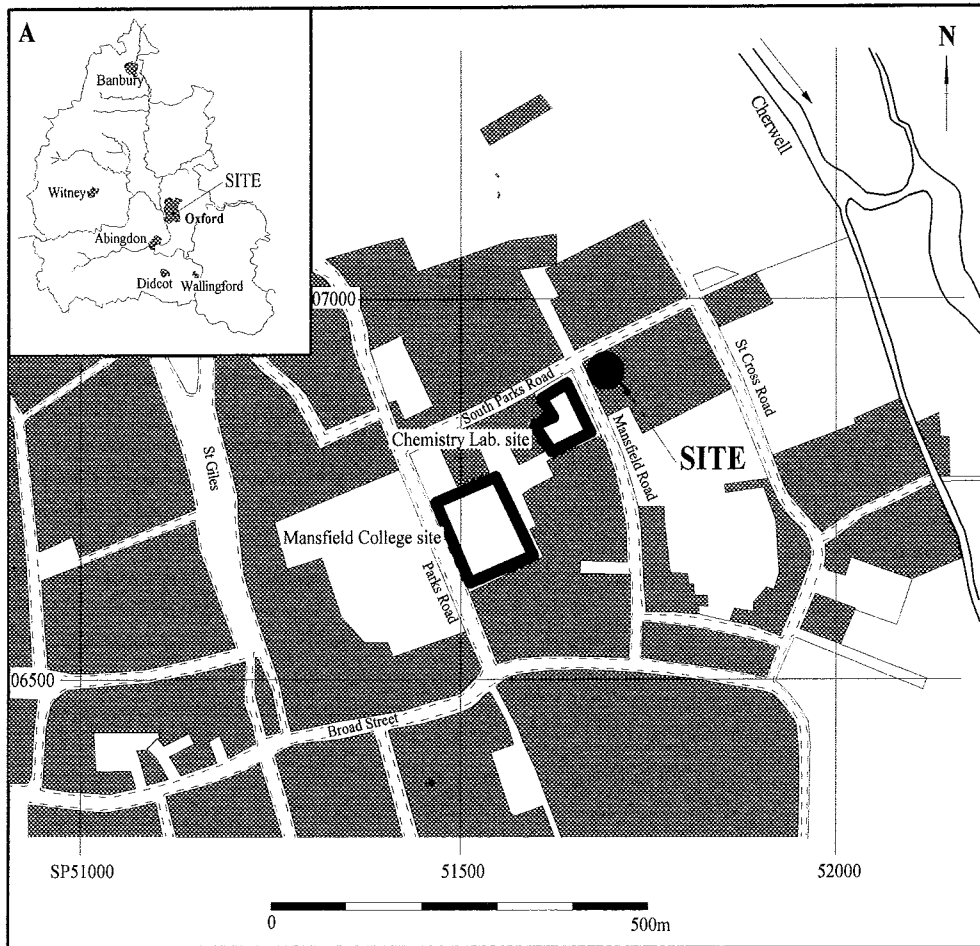 A
Banbury
Witney
SITE
Oxford
Abingdon
Didcot
Wallingford
N
Cherwell
07000
South Parks Road
St Cross Road
Chemistry Lab. site
Mansfield Road
SITE
St Giles
Mansfield College site
Parks Road
06500
Broad Street
SP51000
51500
52000
0
500m